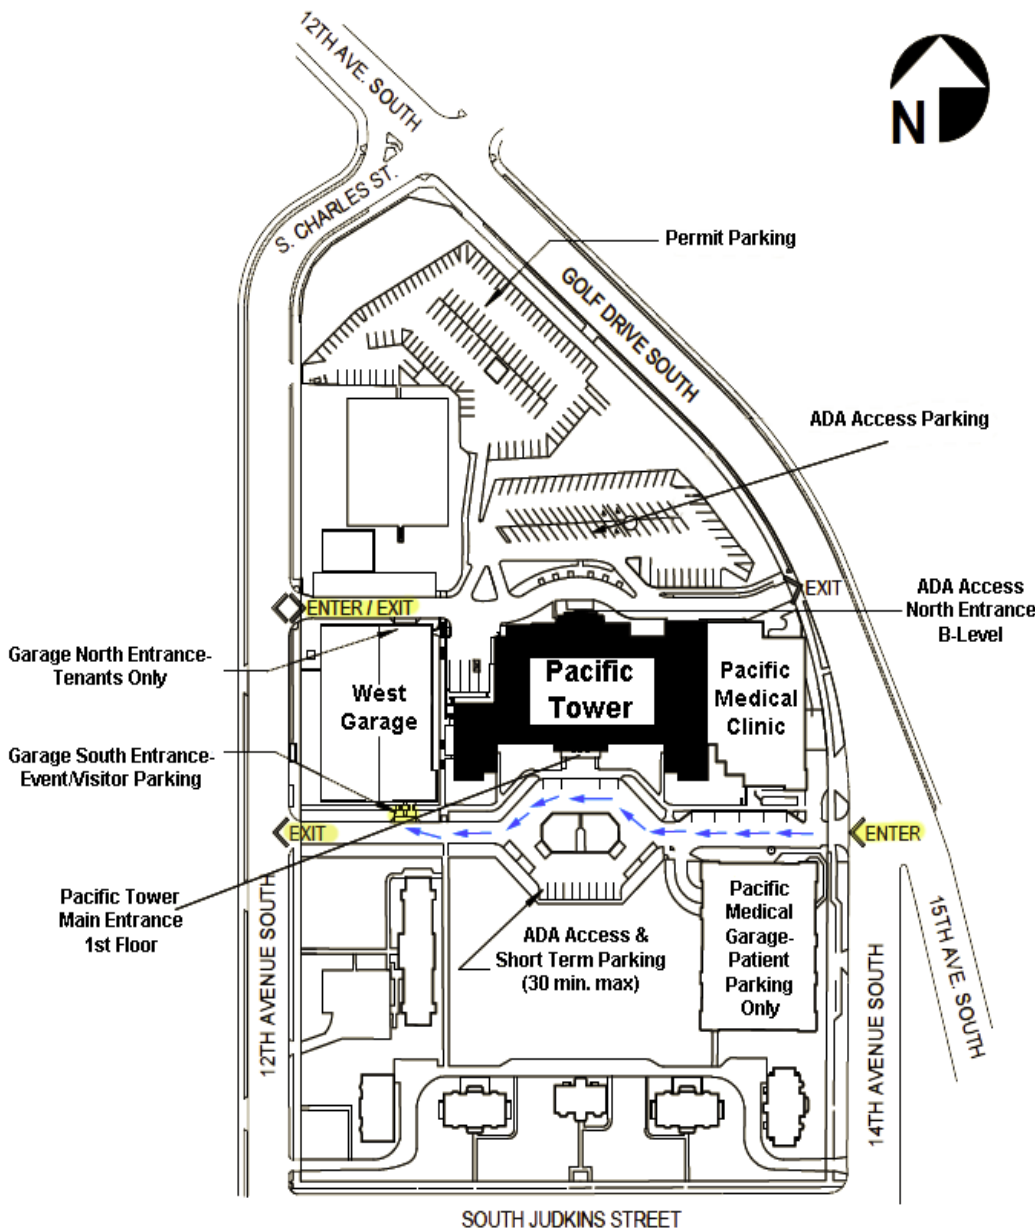 12TH AVE. SOUTH
N
S. CHARLES ST.
Permit Parking
GOLF DRIVE SOUTH
ADA Access Parking
EXIT
ADA Access
North Entrance
B-Level
ENTER / EXIT
Garage North Entrance-
Tenants Only
West
Garage
Pacific
Tower
Pacific
Medical
Clinic
Garage South Entrance-
Event/Visitor Parking
EXIT
ENTER
Pacific Tower
Main Entrance
1st Floor
ADA Access &
Short Term Parking
(30 min. max)
Pacific
Medical
Garage-
Patient
Parking
Only
12TH AVENUE SOUTH
14TH AVENUE SOUTH
15TH AVE. SOUTH
SOUTH JUDKINS STREET